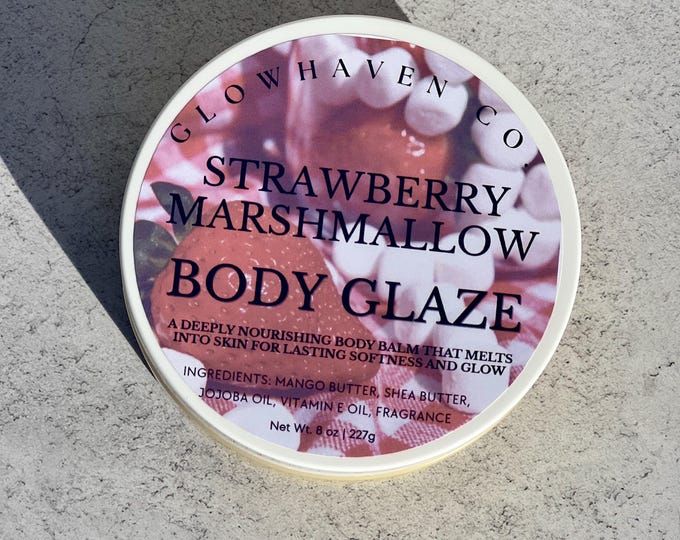 GLOWHAVEN CO.
STRAWBERRY
MARSHMALLOW
BODY GLAZE
A DEEPLY NOURISHING BODY BALM THAT MELTS
INTO SKIN FOR LASTING SOFTNESS AND GLOW
INGREDIENTS: MANGO BUTTER, SHEA BUTTER,
JOJOBA OIL, VITAMIN E OIL, FRAGRANCE
Net Wt. 8 oz | 227g